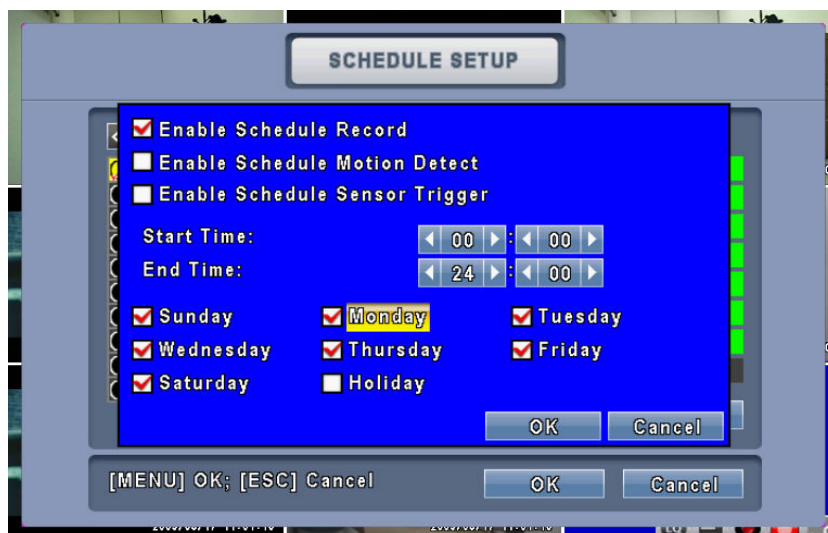 SCHEDULE SETUP
Enable Schedule Record
Enable Schedule Motion Detect
Enable Schedule Sensor Trigger
Start Time: 00 : 00
End Time: 24 : 00
Sunday Monday Tuesday
Wednesday Thursday Friday
Saturday Holiday
OK Cancel
[MENU] OK; [ESC] Cancel OK Cancel